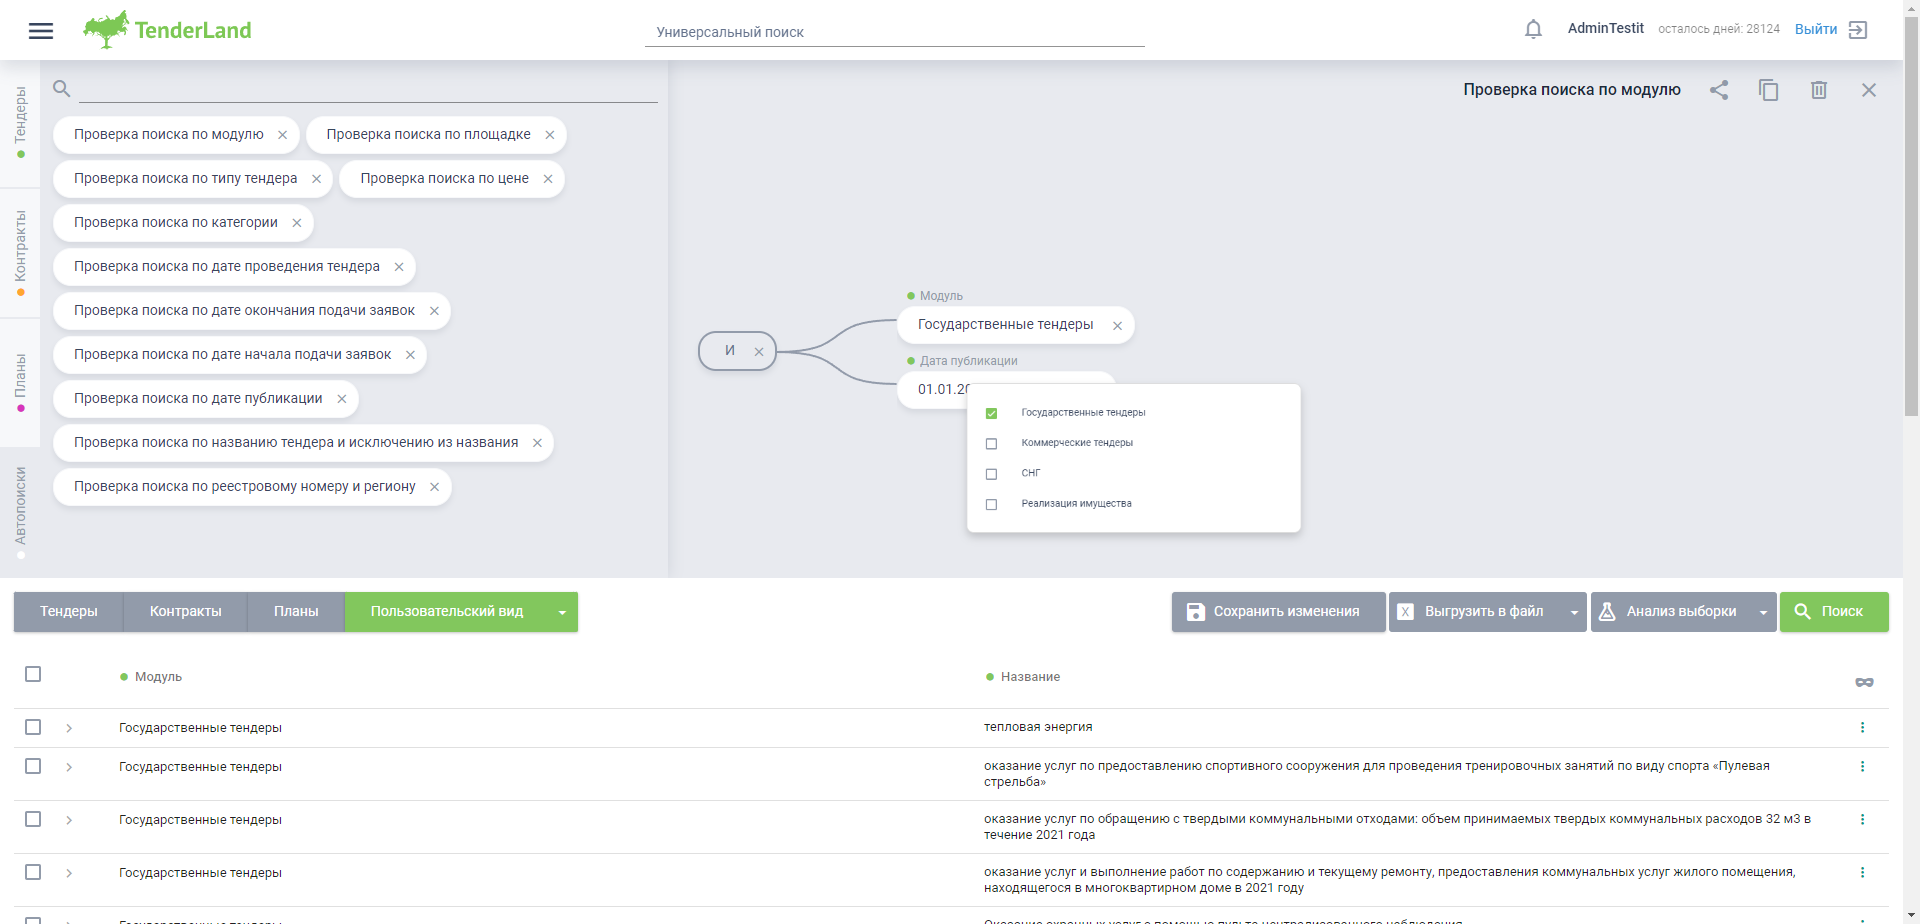 TenderLand
Универсальный поиск
AdminTestit
осталось дней: 28124
Выйти
Тендеры
Контракты
Планы
Автопоиски
Проверка поиска по модулю
Проверка поиска по площадке
Проверка поиска по типу тендера
Проверка поиска по цене
Проверка поиска по категории
Проверка поиска по дате проведения тендера
Проверка поиска по дате окончания подачи заявок
Проверка поиска по дате начала подачи заявок
Проверка поиска по дате публикации
Проверка поиска по названию тендера и исключению из названия
Проверка поиска по реестровому номеру и региону
Проверка поиска по модулю
И
Модуль
Государственные тендеры
Дата публикации
01.01.20
Государственные тендеры
Коммерческие тендеры
СНГ
Реализация имущества
Тендеры
Контракты
Планы
Пользовательский вид
Сохранить изменения
X Выгрузить в файл
Анализ выборки
Поиск
Модуль
Название
Государственные тендеры
тепловая энергия
Государственные тендеры
оказание услуг по предоставлению спортивного сооружения для проведения тренировочных занятий по виду спорта «Пулевая
стрельба»
Государственные тендеры
оказание услуг по обращению с твердыми коммунальными отходами: объем принимаемых твердых коммунальных расходов 32 м3 в
течение 2021 года
Государственные тендеры
оказание услуг и выполнение работ по содержанию и текущему ремонту, предоставления коммунальных услуг жилого помещения,
находящегося в многоквартирном доме в 2021 году